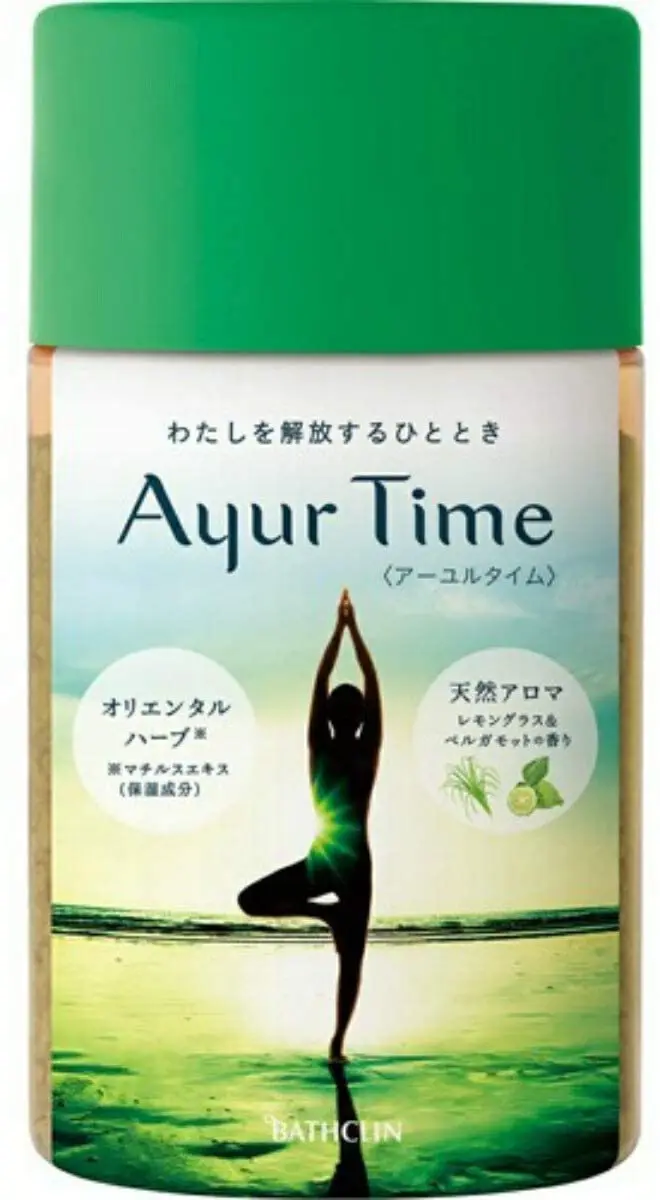 わたしを解放するひととき
Ayur Time
〈アーユルタイム〉
オリエンタル
ハーブ※
※マチルスエキス
(保湿成分)
天然アロマ
レモングラス&
ベルガモットの香り
BATHCLIN